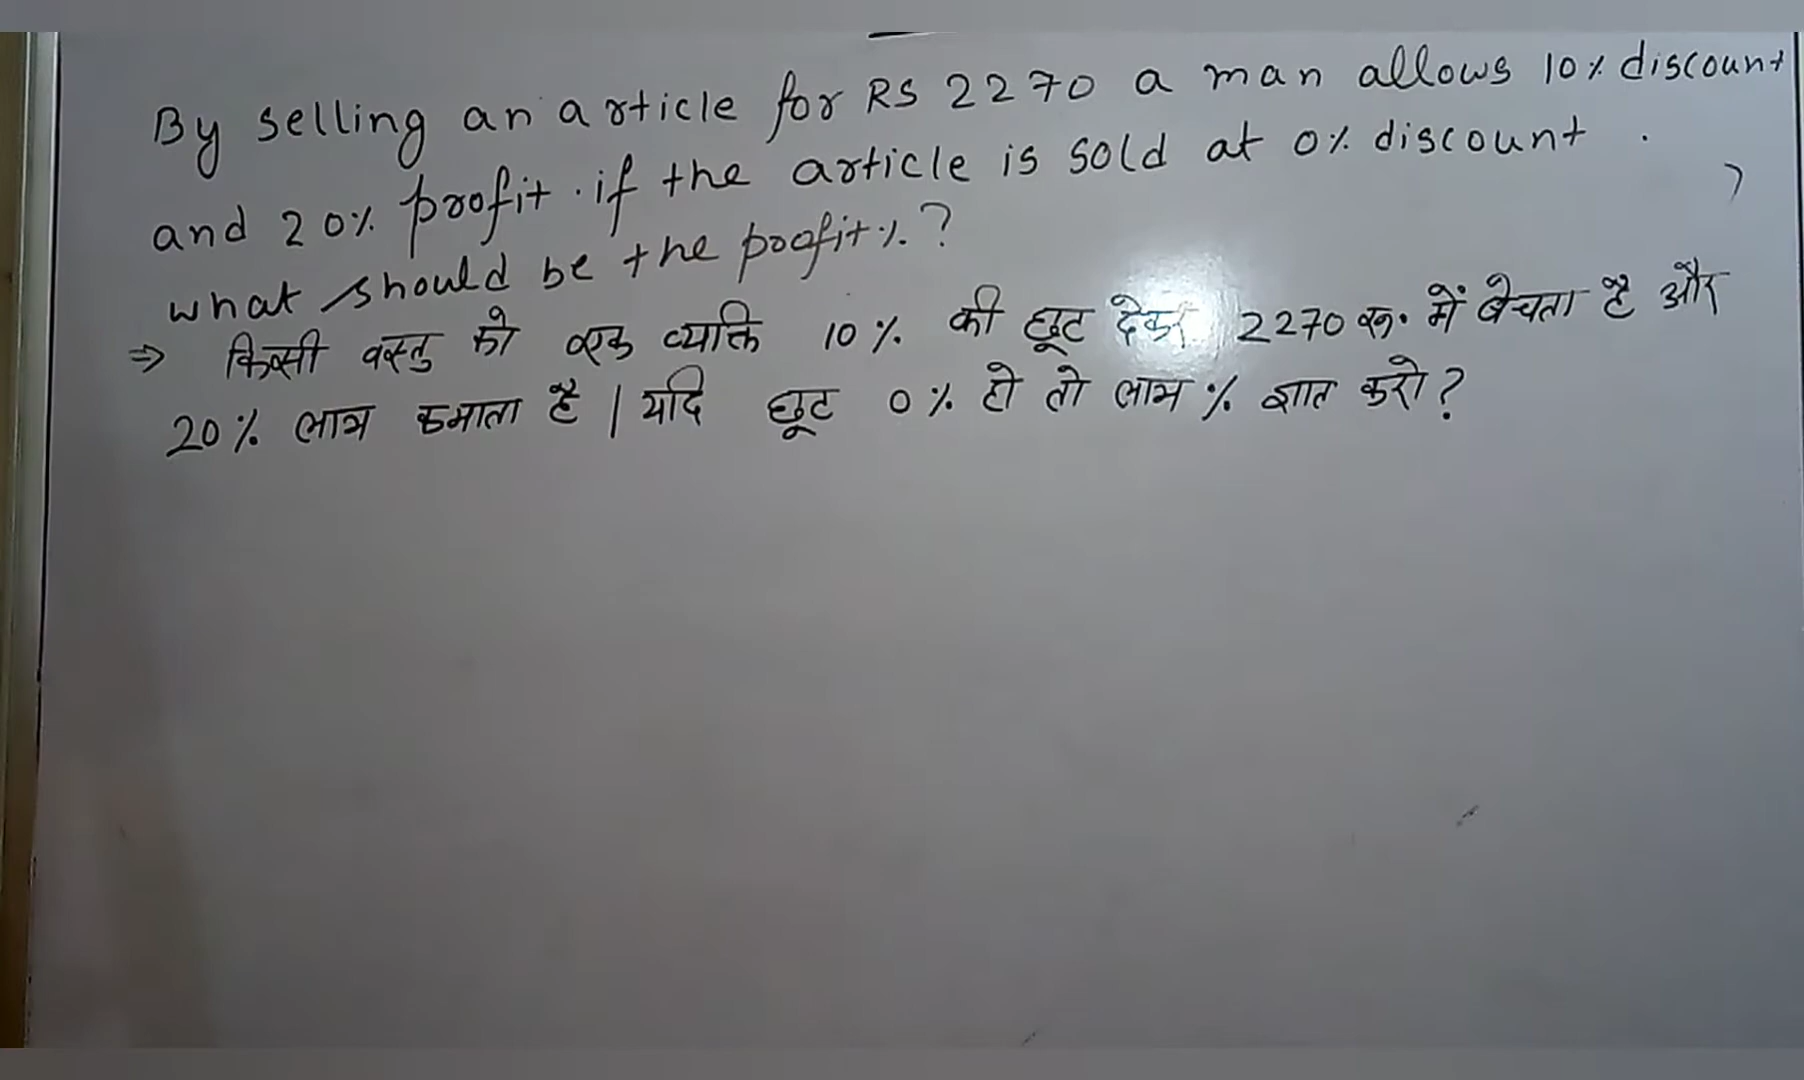 By selling an article for RS 2270 a man allows 10% discount
and 20% profit . if the article is sold at 0% discount .
what should be the poofit %. ?
⇒ किसी वस्तु को एक व्यक्ति 10 % की छूट देकर 2270 रु. में बेचता है और
20 % लाभ कमाता है | यदि छूट 0 % हो तो लाभ % ज्ञात करो ?